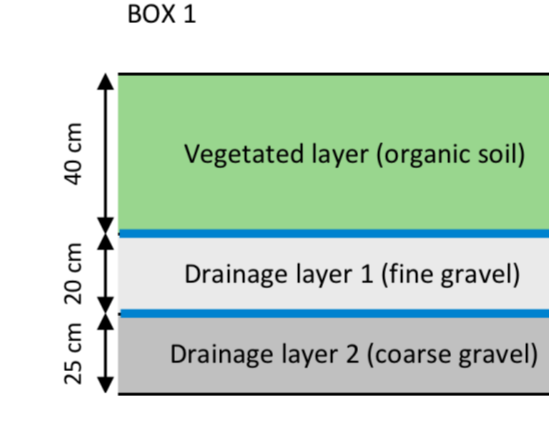 BOX 1
40 cm
Vegetated layer (organic soil)
20 cm
Drainage layer 1 (fine gravel)
25 cm
Drainage layer 2 (coarse gravel)